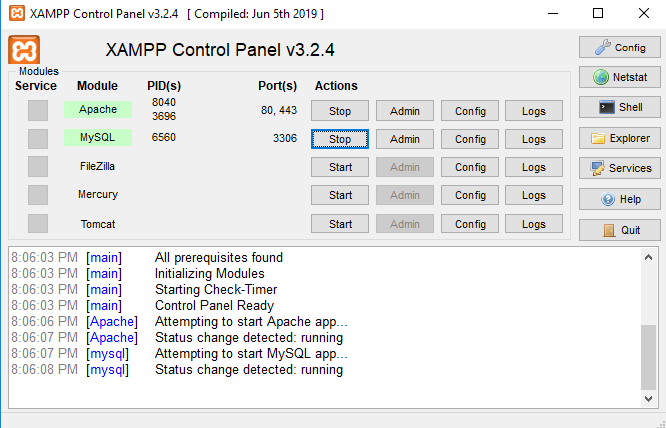 XAMPP Control Panel v3.2.4 [ Compiled: Jun 5th 2019 ]
XAMPP Control Panel v3.2.4
Config
Modules
Service Module PID(s) Port(s) Actions
Netstat
Apache 8040 3696 80, 443 Stop Admin Config Logs
Shell
MySQL 6560 3306 Stop Admin Config Logs
Explorer
FileZilla Start Admin Config Logs
Services
Mercury Start Admin Config Logs
Help
Tomcat Start Admin Config Logs
Quit
8:06:03 PM [main] All prerequisites found
8:06:03 PM [main] Initializing Modules
8:06:03 PM [main] Starting Check-Timer
8:06:03 PM [main] Control Panel Ready
8:06:06 PM [Apache] Attempting to start Apache app...
8:06:07 PM [Apache] Status change detected: running
8:06:07 PM [mysql] Attempting to start MySQL app...
8:06:08 PM [mysql] Status change detected: running